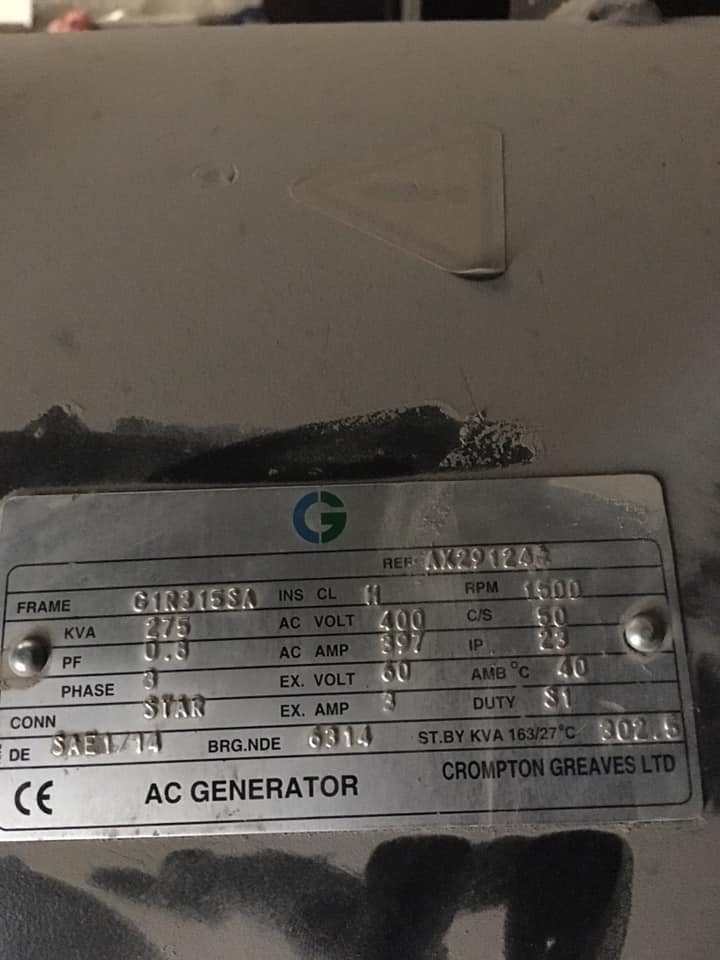 G
REF AX29124
FRAME G1R315SA INS CL H RPM 1500
KVA 275 AC VOLT 400 C/S 50
PF 0.8 AC AMP 397 IP 23
PHASE 3 EX. VOLT 60 AMB °C 40
CONN STAR EX. AMP 3 DUTY S1
DE SAE1/14 BRG.NDE 6314 ST.BY KVA 163/27°C 302.5
CE AC GENERATOR CROMPTON GREAVES LTD